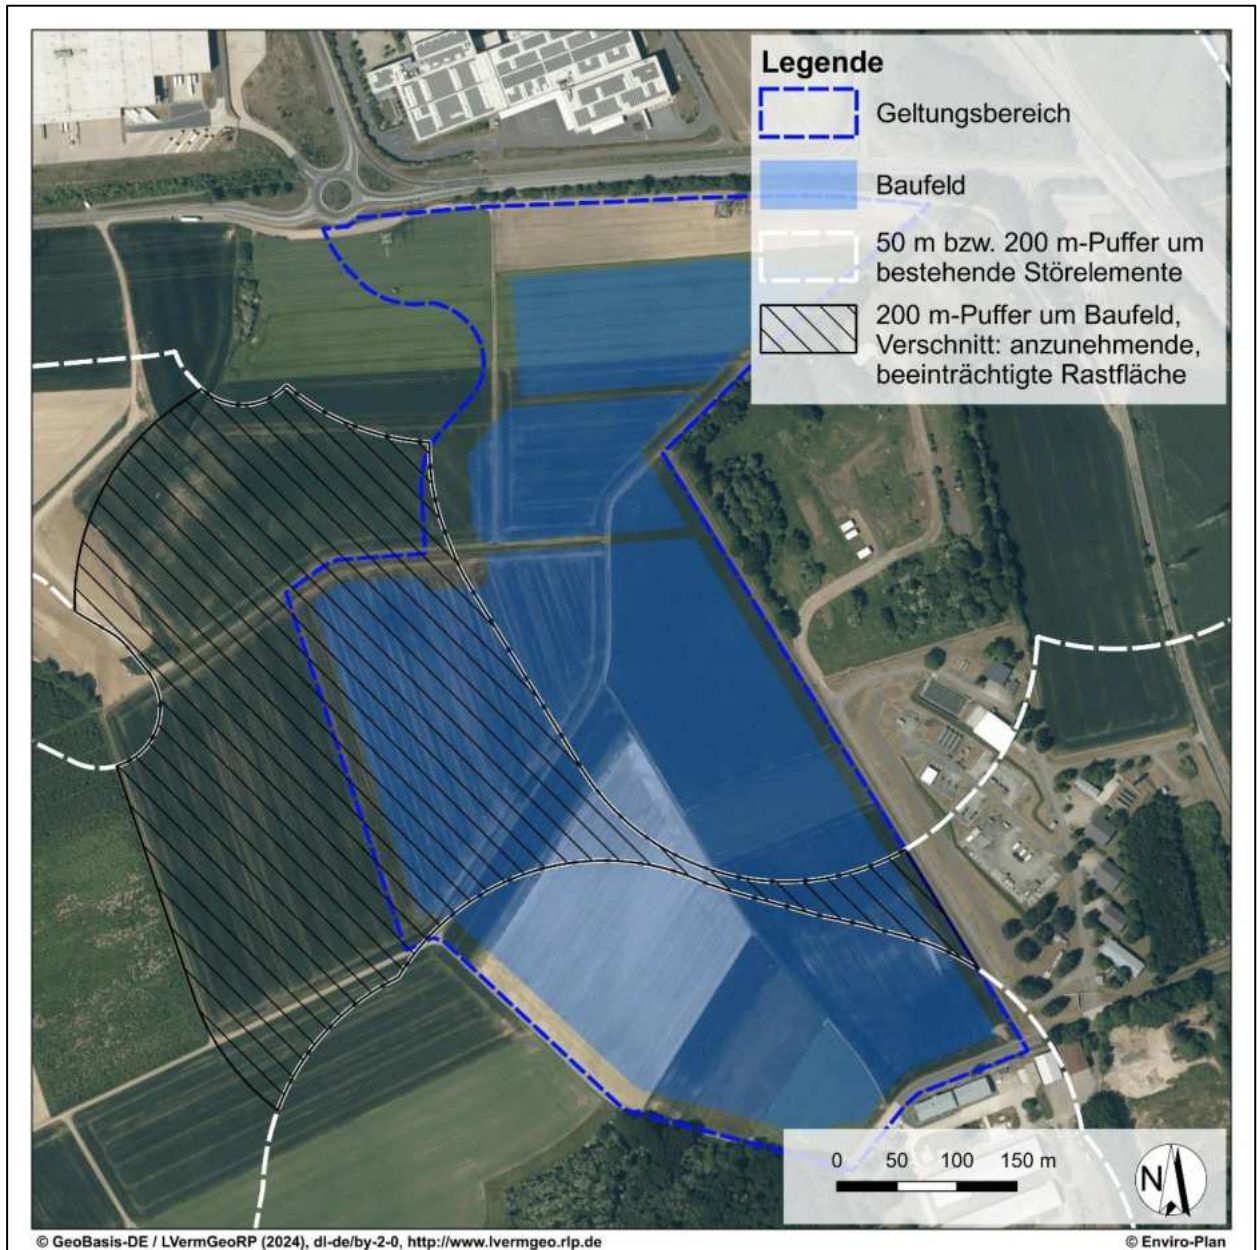 Legende
Geltungsbereich
Baufeld
50 m bzw. 200 m-Puffer um
bestehende Störelemente
200 m-Puffer um Baufeld,
Verschnitt: anzunehmende,
beeinträchtigte Rastfläche
0 50 100 150 m
N
© GeoBasis-DE / LVermGeoRP (2024), dl-de/by-2-0, http://www.lvermgeo.rlp.de
© Enviro-Plan